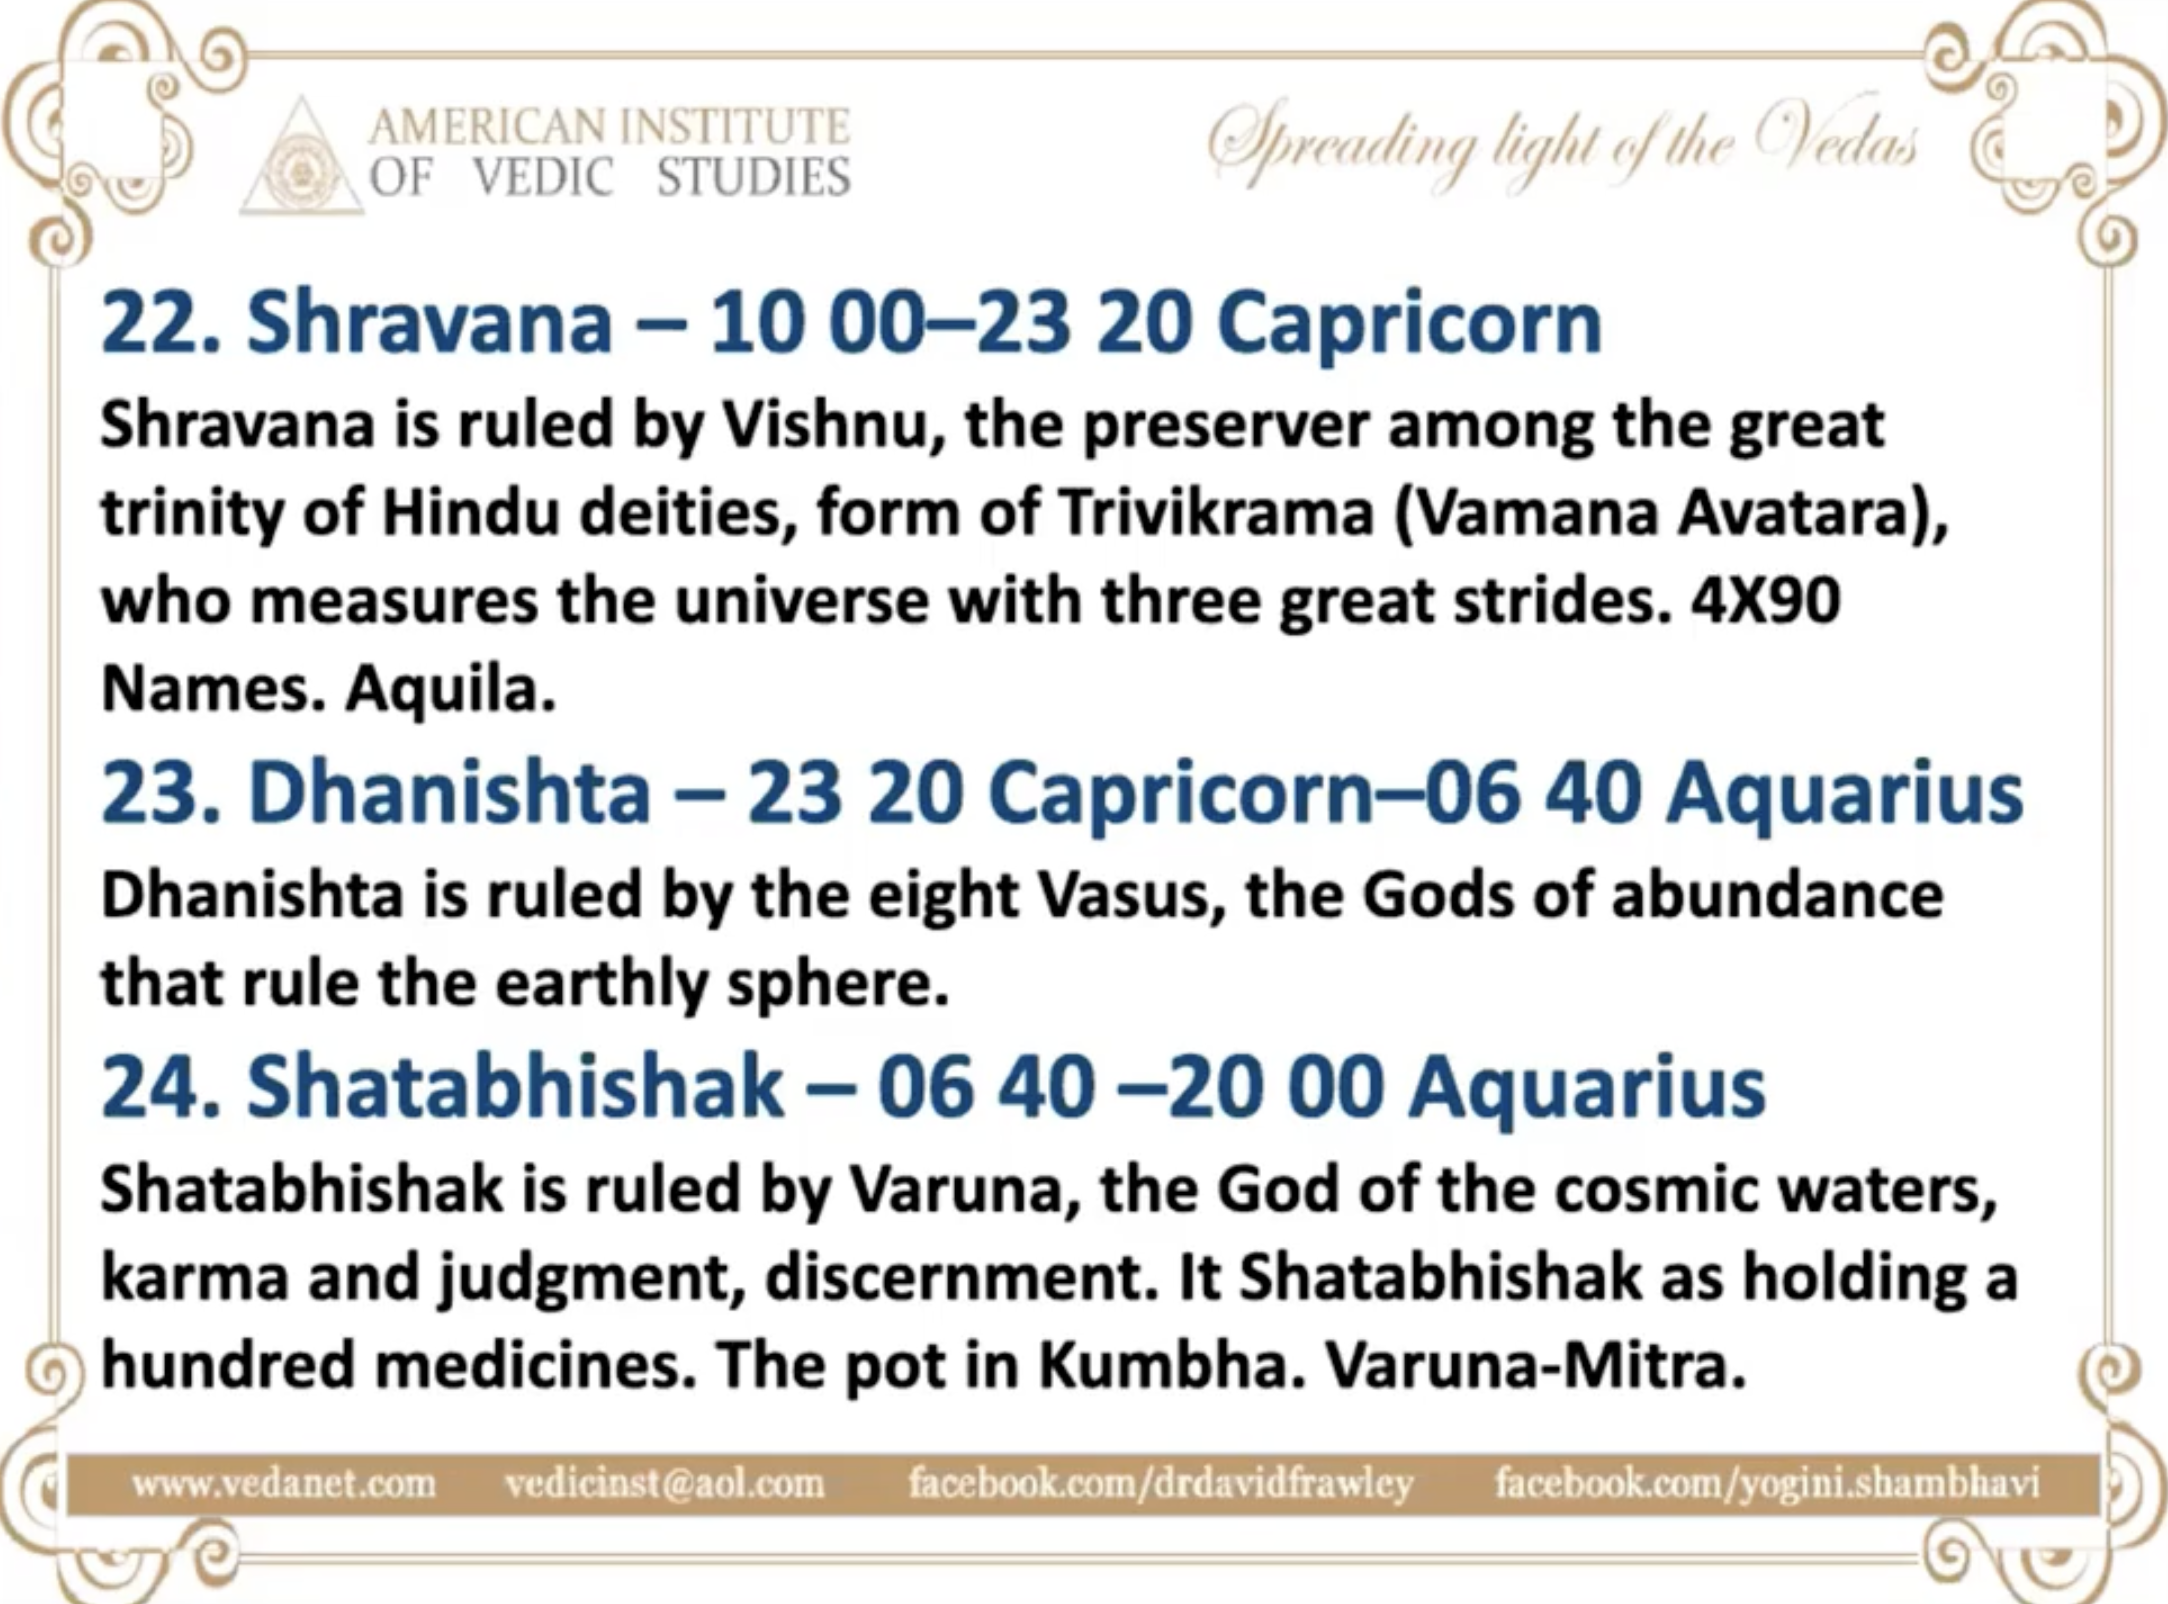 AMERICAN INSTITUTE
OF VEDIC STUDIES
Spreading light of the Vedas
22. Shravana – 10 00–23 20 Capricorn
Shravana is ruled by Vishnu, the preserver among the great
trinity of Hindu deities, form of Trivikrama (Vamana Avatara),
who measures the universe with three great strides. 4X90
Names. Aquila.
23. Dhanishta – 23 20 Capricorn–06 40 Aquarius
Dhanishta is ruled by the eight Vasus, the Gods of abundance
that rule the earthly sphere.
24. Shatabhishak – 06 40 –20 00 Aquarius
Shatabhishak is ruled by Varuna, the God of the cosmic waters,
karma and judgment, discernment. It Shatabhishak as holding a
hundred medicines. The pot in Kumbha. Varuna-Mitra.
www.vedanet.com vedicinst@aol.com facebook.com/drdavidfrawley facebook.com/yogini.shambhavi